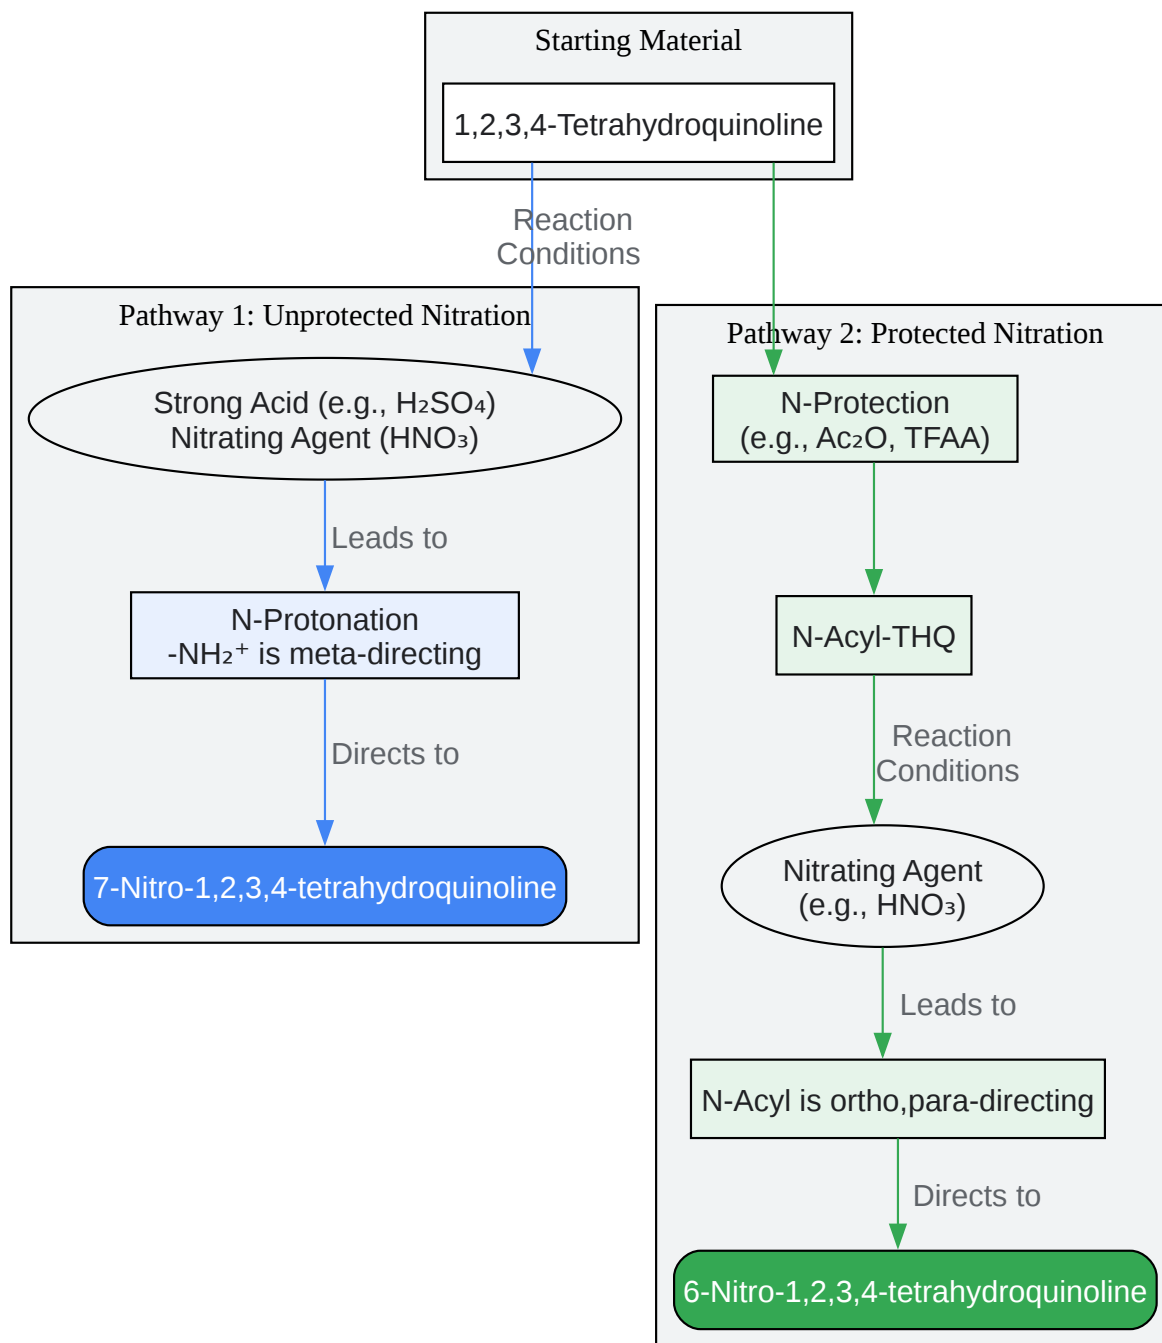 Starting Material
1,2,3,4-Tetrahydroquinoline
Reaction
Conditions
Pathway 1: Unprotected Nitration
Strong Acid (e.g., H₂SO₄)
Nitrating Agent (HNO₃)
Leads to
N-Protonation
-NH₂⁺ is meta-directing
Directs to
7-Nitro-1,2,3,4-tetrahydroquinoline
Pathway 2: Protected Nitration
N-Protection
(e.g., Ac₂O, TFAA)
N-Acyl-THQ
Reaction
Conditions
Nitrating Agent
(e.g., HNO₃)
Leads to
N-Acyl is ortho,para-directing
Directs to
6-Nitro-1,2,3,4-tetrahydroquinoline